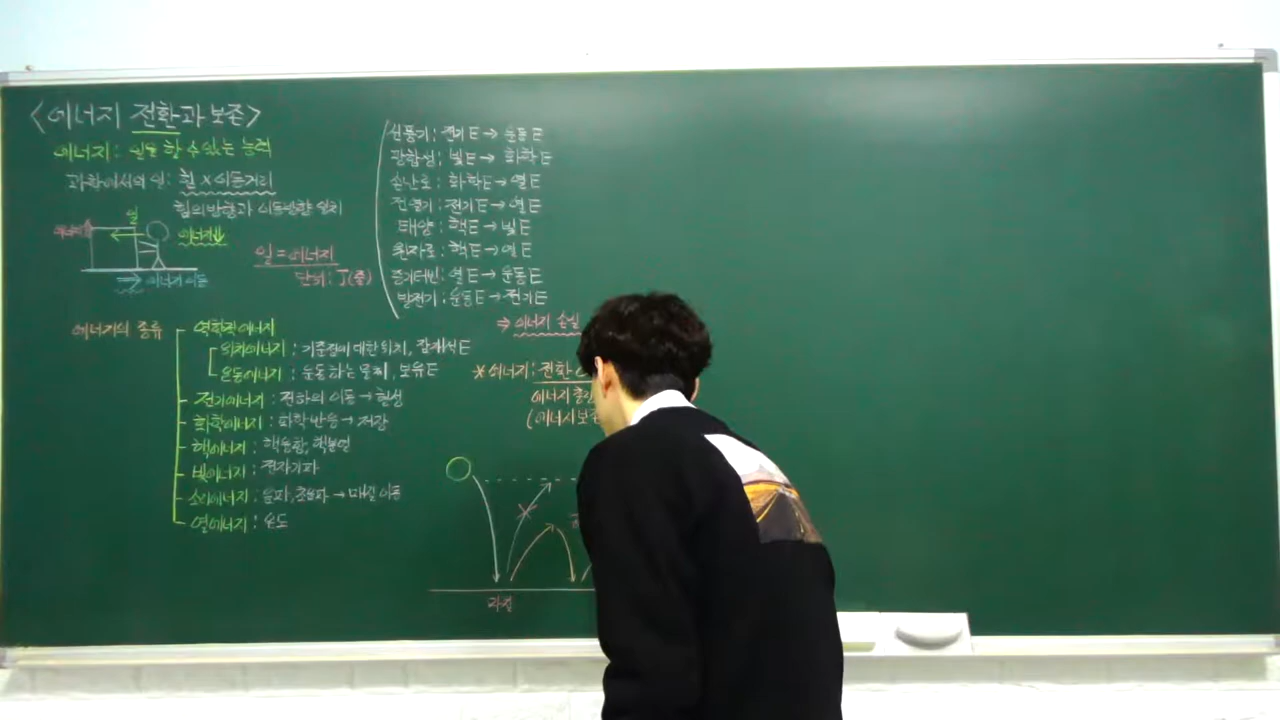 <에너지 전환과 보존>
에너지: 일을 할 수 있는 능력
과학에서의 일: 힘 × 이동거리
힘의 방향과 이동방향 일치
일
에너지↑
에너지↓
⇒ 에너지 이동
일 = 에너지
단위: J(줄)
에너지의 종류
역학적에너지
위치에너지: 기준점에 대한 위치, 잠재적E
운동에너지: 운동하는 물체, 보유E
전기에너지: 전하의 이동 → 형성
화학에너지: 화학 반응 → 저장
핵에너지: 핵융합, 핵분열
빛에너지: 전자기파
소리에너지: 음파, 초음파 → 매질 이동
열에너지: 온도
선풍기: 전기E → 운동E
광합성: 빛E → 화학E
손난로: 화학E → 열E
전열기: 전기E → 열E
태양: 핵E → 빛E
원자로: 핵E → 열E
증기터빈: 열E → 운동E
발전기: 운동E → 전기E
⇒ 에너지 손실
*에너지: 전환
에너지 총
(에너지 보존